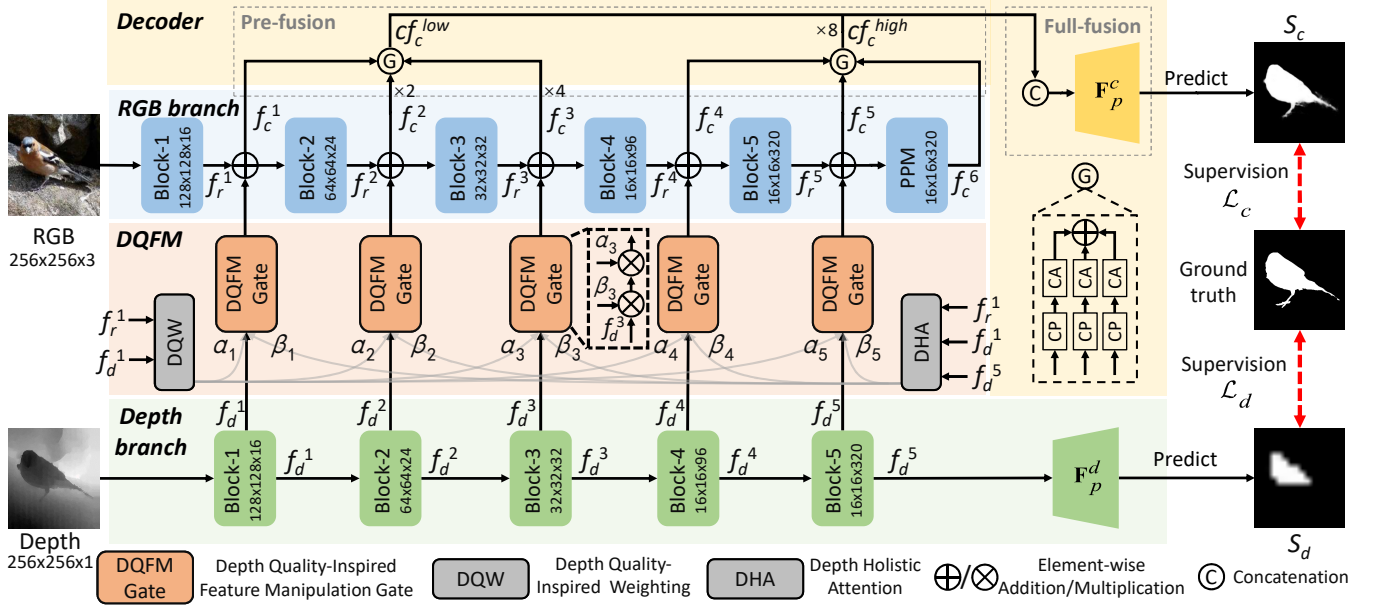 Decoder
Pre-fusion
cf_c^low
×8
cf_c^high
Full-fusion
S_c
G
G
C
F_p^c
Predict
×2
×4
RGB branch
f_c^1
f_c^2
f_c^3
f_c^4
f_c^5
Block-1
128x128x16
Block-2
64x64x24
Block-3
32x32x32
Block-4
16x16x96
Block-5
16x16x320
PPM
16x16x320
f_r^1
f_r^2
f_r^3
f_r^4
f_r^5
f_c^6
RGB
256x256x3
Supervision
ℒ_c
G
DQFM
DQFM
Gate
DQFM
Gate
DQFM
Gate
α_3
β_3
f_d^3
DQFM
Gate
DQFM
Gate
CA
CA
CA
CP
CP
CP
Ground
truth
f_r^1
f_d^1
DQW
α_1
β_1
α_2
β_2
α_3
β_3
α_4
β_4
α_5
β_5
DHA
f_r^1
f_d^1
f_d^5
Supervision
ℒ_d
Depth
branch
f_d^1
f_d^2
f_d^3
f_d^4
f_d^5
Block-1
128x128x16
f_d^1
Block-2
64x64x24
f_d^2
Block-3
32x32x32
f_d^3
Block-4
16x16x96
f_d^4
Block-5
16x16x320
f_d^5
F_p^d
Predict
Depth
256x256x1
S_d
DQFM
Gate
Depth Quality-Inspired
Feature Manipulation Gate
DQW
Depth Quality-
Inspired Weighting
DHA
Depth Holistic
Attention
⊕/⊗
Element-wise
Addition/Multiplication
C
Concatenation